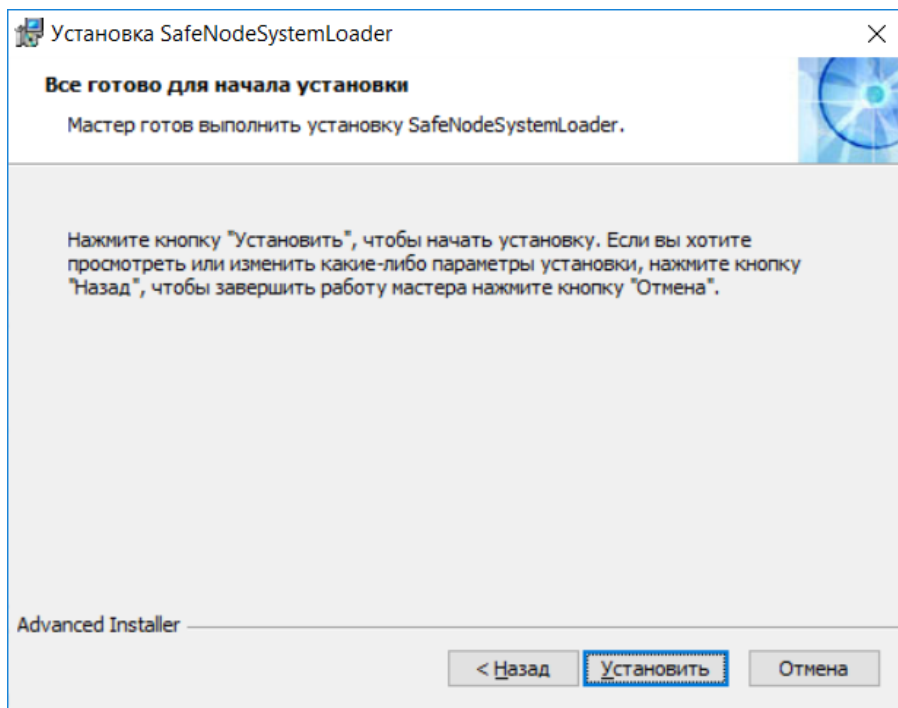 Установка SafeNodeSystemLoader
Все готово для начала установки
Мастер готов выполнить установку SafeNodeSystemLoader.
Нажмите кнопку "Установить", чтобы начать установку. Если вы хотите
просмотреть или изменить какие-либо параметры установки, нажмите кнопку
"Назад", чтобы завершить работу мастера нажмите кнопку "Отмена".
Advanced Installer
< Назад
Установить
Отмена